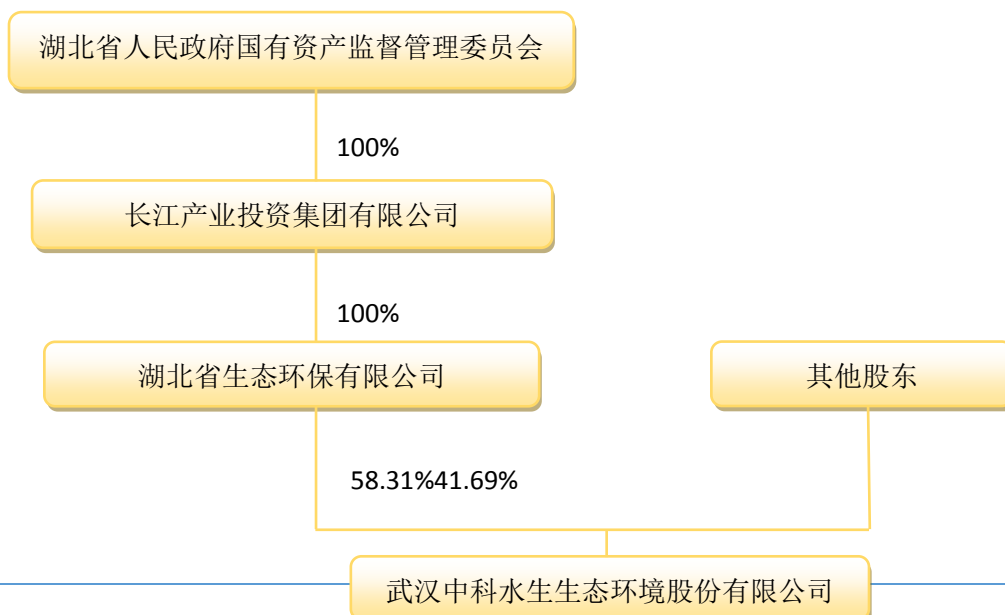 湖北省人民政府国有资产监督管理委员会
100%
长江产业投资集团有限公司
100%
湖北省生态环保有限公司
其他股东
58.31%41.69%
武汉中科水生生态环境股份有限公司